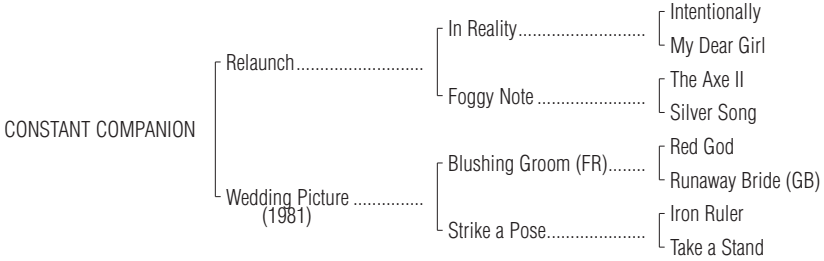 Intentionally
In Reality...........................
My Dear Girl
Relaunch...........................
The Axe II
Foggy Note.......................
Silver Song
CONSTANT COMPANION
Red God
Blushing Groom (FR)........
Runaway Bride (GB)
Wedding Picture ...............
(1981)
Iron Ruler
Strike a Pose.....................
Take a Stand